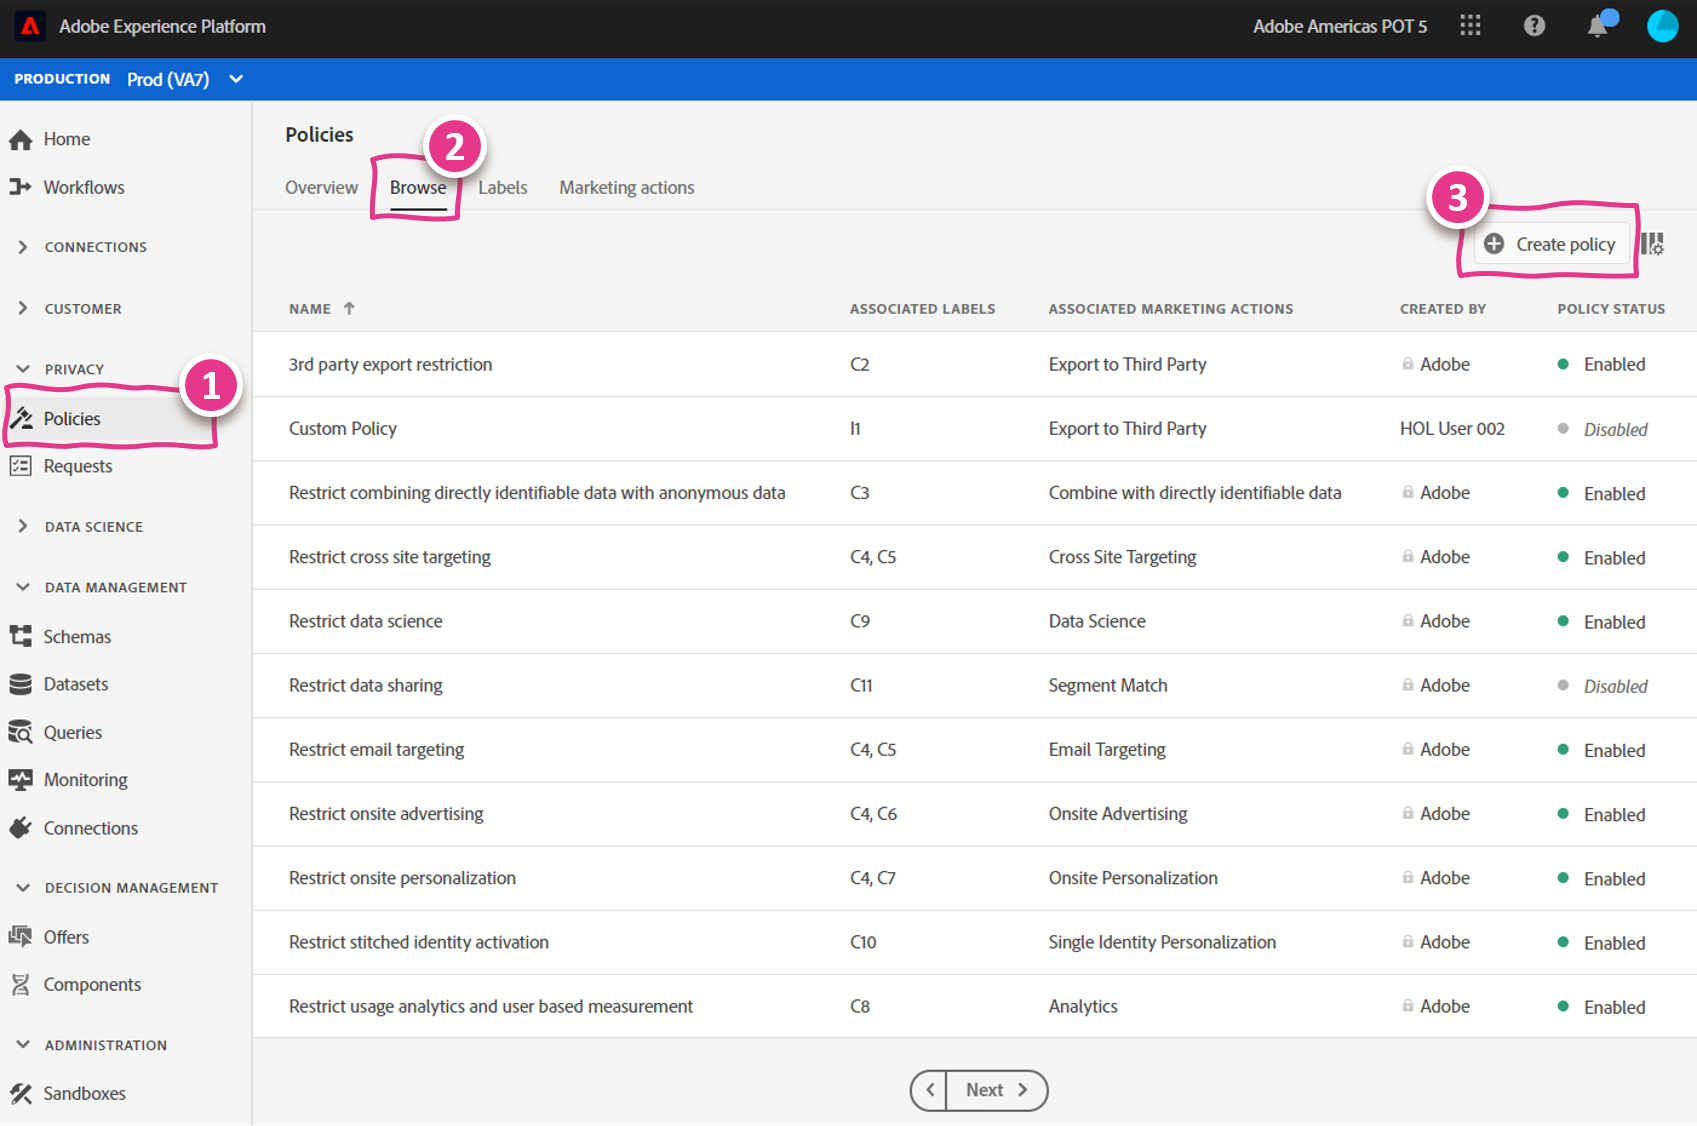 Adobe Experience Platform
Adobe Americas POT 5
PRODUCTION Prod (VA7)
Home
Workflows
CONNECTIONS
CUSTOMER
PRIVACY
1
Policies
Requests
DATA SCIENCE
DATA MANAGEMENT
Schemas
Datasets
Queries
Monitoring
Connections
DECISION MANAGEMENT
Offers
Components
ADMINISTRATION
Sandboxes
Policies
2
Overview Browse Labels Marketing actions
3
Create policy
NAME ASSOCIATED LABELS ASSOCIATED MARKETING ACTIONS CREATED BY POLICY STATUS
3rd party export restriction C2 Export to Third Party Adobe Enabled
Custom Policy I1 Export to Third Party HOL User 002 Disabled
Restrict combining directly identifiable data with anonymous data C3 Combine with directly identifiable data Adobe Enabled
Restrict cross site targeting C4, C5 Cross Site Targeting Adobe Enabled
Restrict data science C9 Data Science Adobe Enabled
Restrict data sharing C11 Segment Match Adobe Disabled
Restrict email targeting C4, C5 Email Targeting Adobe Enabled
Restrict onsite advertising C4, C6 Onsite Advertising Adobe Enabled
Restrict onsite personalization C4, C7 Onsite Personalization Adobe Enabled
Restrict stitched identity activation C10 Single Identity Personalization Adobe Enabled
Restrict usage analytics and user based measurement C8 Analytics Adobe Enabled
Next